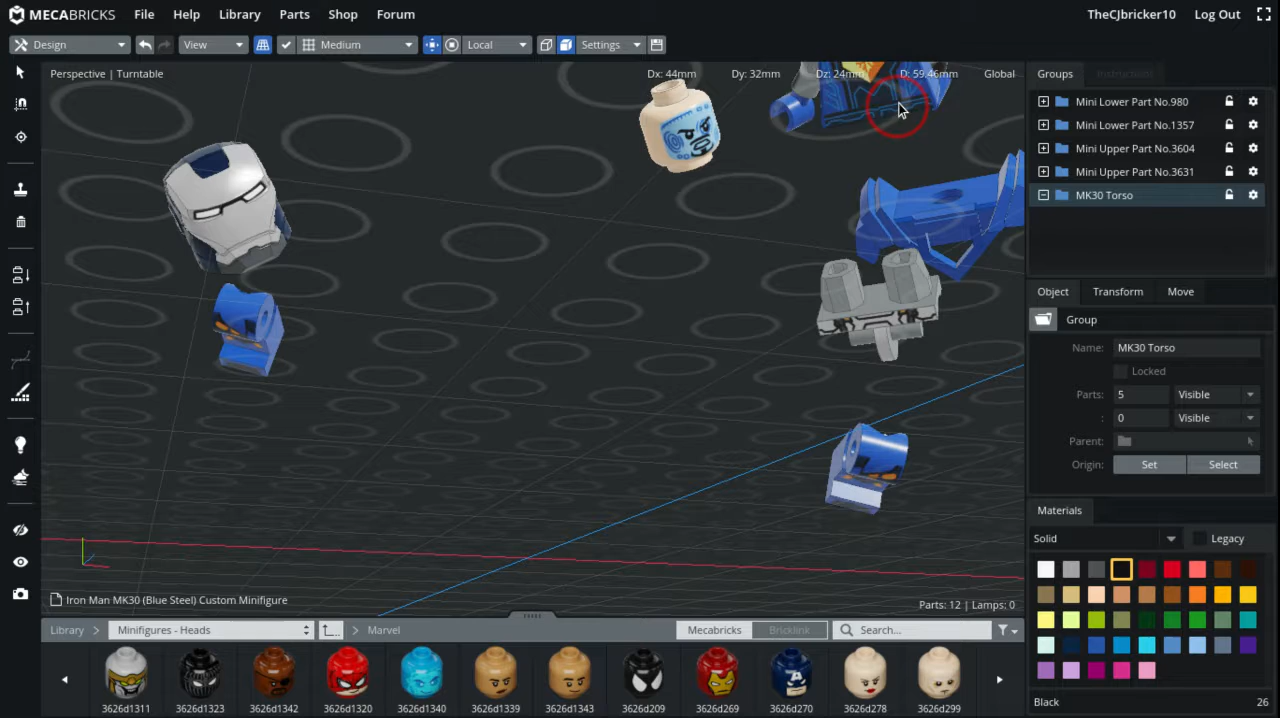 MECABRICKS File Help Library Parts Shop Forum TheCJbricker10 Log Out
Design View Medium Local Settings
Perspective | Turntable Dx: 44mm Dy: 32mm Dz: 24mm D: 59.46mm Global
Groups Instructions
Mini Lower Part No.980
Mini Lower Part No.1357
Mini Upper Part No.3604
Mini Upper Part No.3631
MK30 Torso
Object Transform Move
Group
Name: MK30 Torso
Locked
Parts: 5 Visible
: 0 Visible
Parent:
Origin: Set Select
Materials
Solid Legacy
Black 26
Iron Man MK30 (Blue Steel) Custom Minifigure Parts: 12 | Lamps: 0
Library Minifigures - Heads Marvel Mecabricks Bricklink Search...
3626d1311 3626d1323 3626d1342 3626d1320 3626d1340 3626d1339 3626d1343 3626d209 3626d269 3626d270 3626d278 3626d299